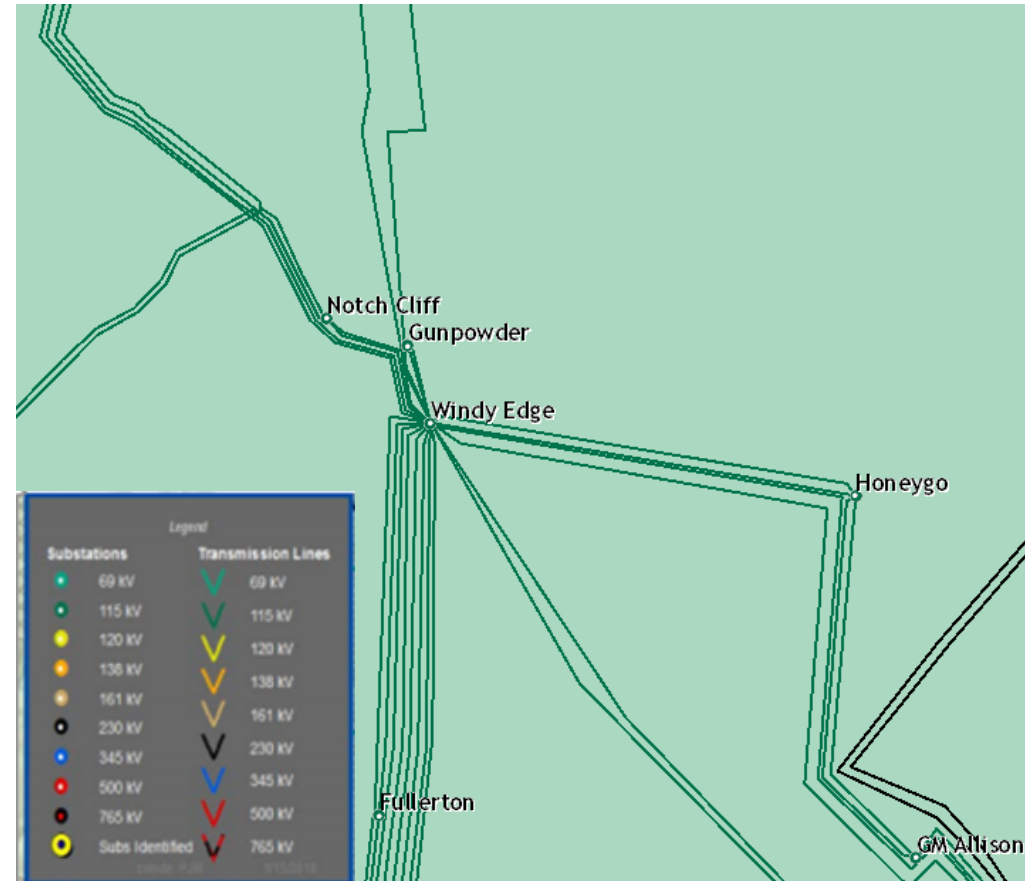 Notch Cliff
Gunpowder
Windy Edge
Honeygo
Fullerton
GM Allison
Legend
Substations Transmission Lines
69 kV 69 kV
115 kV 115 kV
120 kV 120 kV
138 kV 138 kV
161 kV 161 kV
230 kV 230 kV
345 kV 345 kV
500 kV 500 kV
765 kV 765 kV
Subs Identified